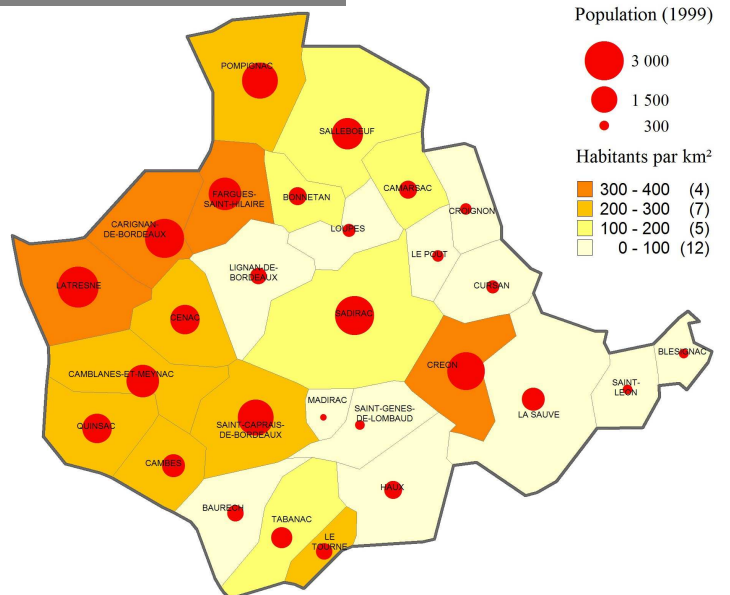 Population (1999)
3 000
1 500
300
Habitants par km²
300 - 400 (4)
200 - 300 (7)
100 - 200 (5)
0 - 100 (12)
POMPIGNAC
SALLEBOEUF
FARGUES-
SAINT-HILAIRE
BONNETAN
CAMARSAC
CROIGNON
CARIGNAN-
DE-BORDEAUX
LOUPES
LE POUT
LIGNAN-DE-
BORDEAUX
CURSAN
LATRESNE
CENAC
SADIRAC
BLESIGNAC
CREON
CAMBLANES-ET-MEYNAC
SAINT-
LEON
MADIRAC
SAINT-GENES-
DE-LOMBAUD
LA SAUVE
QUINSAC
SAINT-CAPRAIS-
DE-BORDEAUX
CAMBES
HAUX
BAURECH
TABANAC
LE
TOURNE